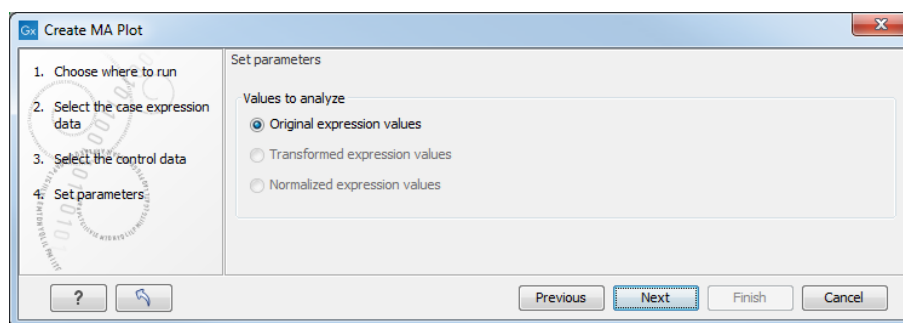 Gx Create MA Plot
1. Choose where to run
2. Select the case expression
data
3. Select the control data
4. Set parameters
Set parameters
Values to analyze
Original expression values
Transformed expression values
Normalized expression values
?
Previous
Next
Finish
Cancel